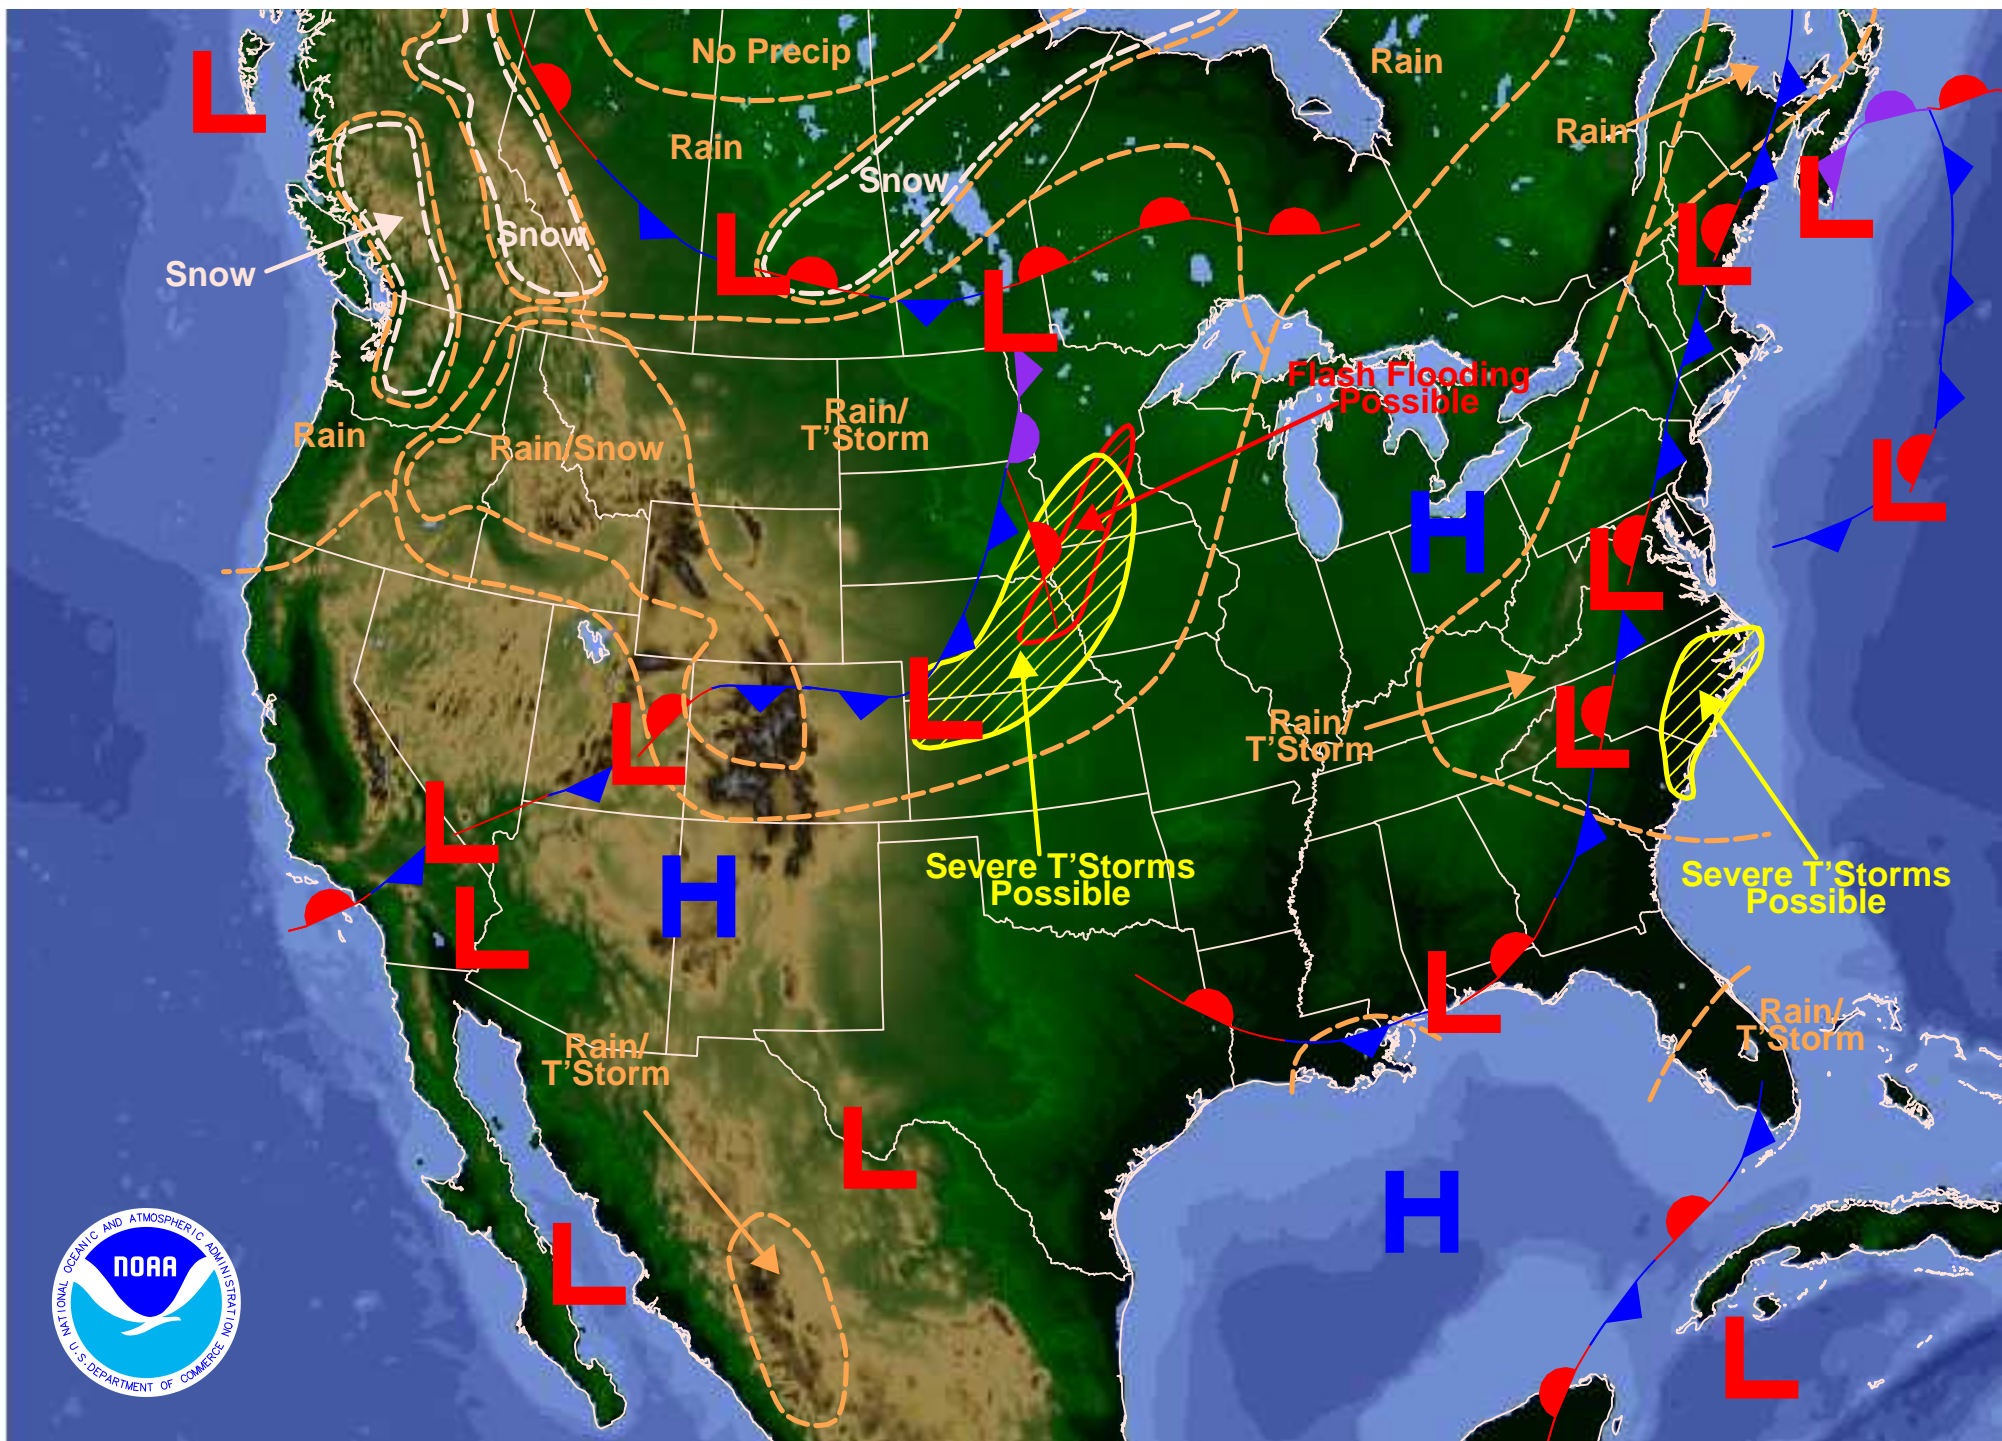 No Precip
Rain
Rain
Rain
Snow
Snow
Snow
Flash Flooding
Possible
Rain/
T'Storm
Rain
Rain/Snow
L
L
L
L
L
L
H
L
L
L
L
L
Rain/
T'Storm
L
L
H
Severe T'Storms
Possible
Severe T'Storms
Possible
L
L
Rain/
T'Storm
Rain/
T'Storm
L
H
L
L
NATIONAL OCEANIC AND ATMOSPHERIC ADMINISTRATION
NOAA
U.S. DEPARTMENT OF COMMERCE